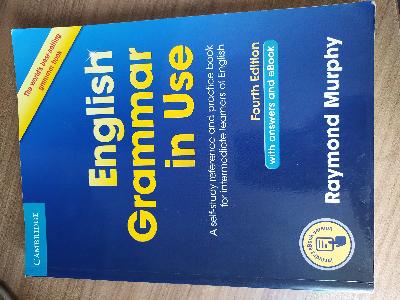 CAMBRIDGE
The world's best-selling
grammar book
English
Grammar
in Use
A self-study reference and practice book
for intermediate learners of English
Fourth Edition
with answers and eBook
Raymond Murphy